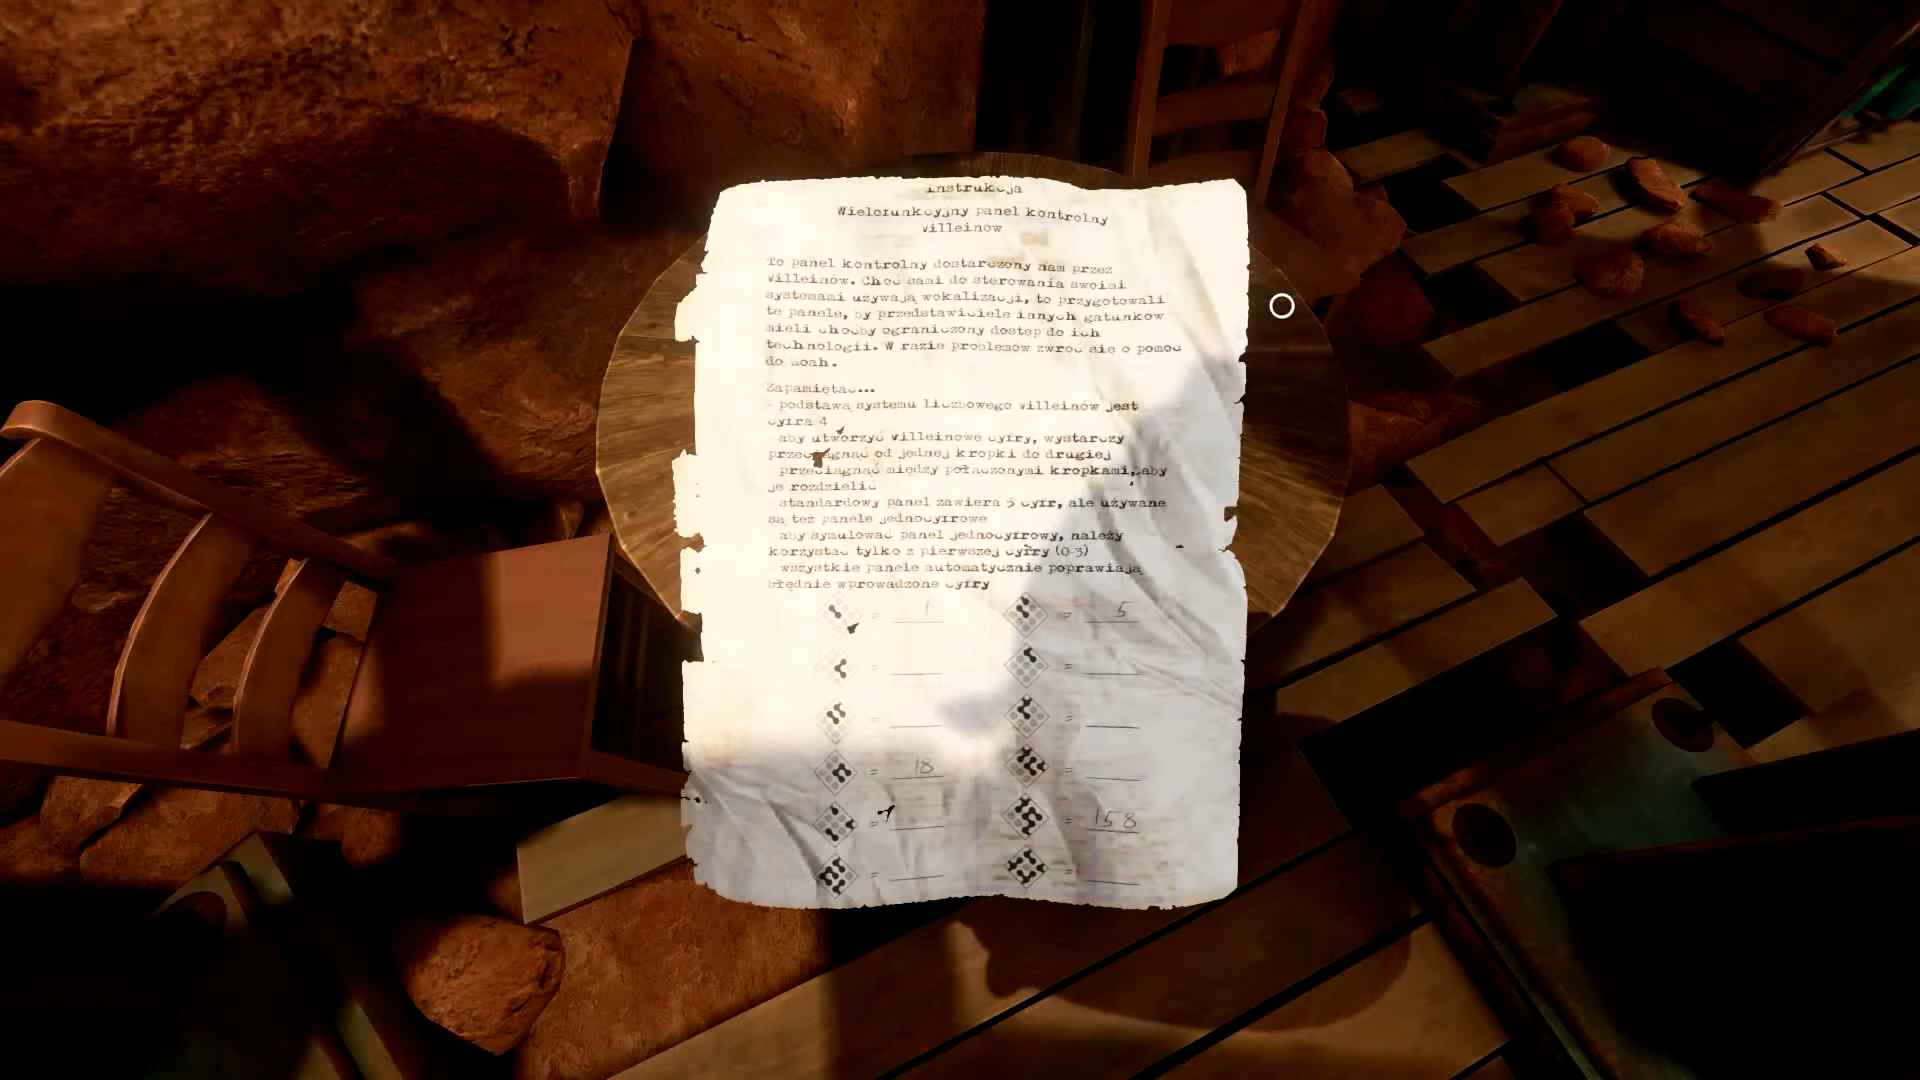 Instrukcja
Wielofunkcyjny panel kontrolny
Villeinów
To panel kontrolny dostarczony nam przez
Villeinów. Choć sami do sterowania swoimi
systemami używają wokalizacji, to przygotowali
te panele, by przedstawiciele innych gatunków
mieli choćby ograniczony dostęp do ich
technologii. W razie problemów zwróć się o pomoc
do
Zapamiętać...
- podstawą systemu liczbowego Villeinów jest
cyfra 4
- aby utworzyć villeinowe cyfry, wystarczy
przeciągnąć od jednej kropki do drugiej
przeciągnąć między połączonymi kropkami, aby
je rozdzielić
standardowy panel zawiera 5 cyfr, ale używane
są też panele jednocyfrowe
aby symulować panel jednocyfrowy, należy
korzystać tylko z pierwszej cyfry (0-3)
wszystkie panele automatycznie poprawiają
błędnie wprowadzone cyfry
= 1 = 5
= =
= =
= 18 =
= = 158
= =